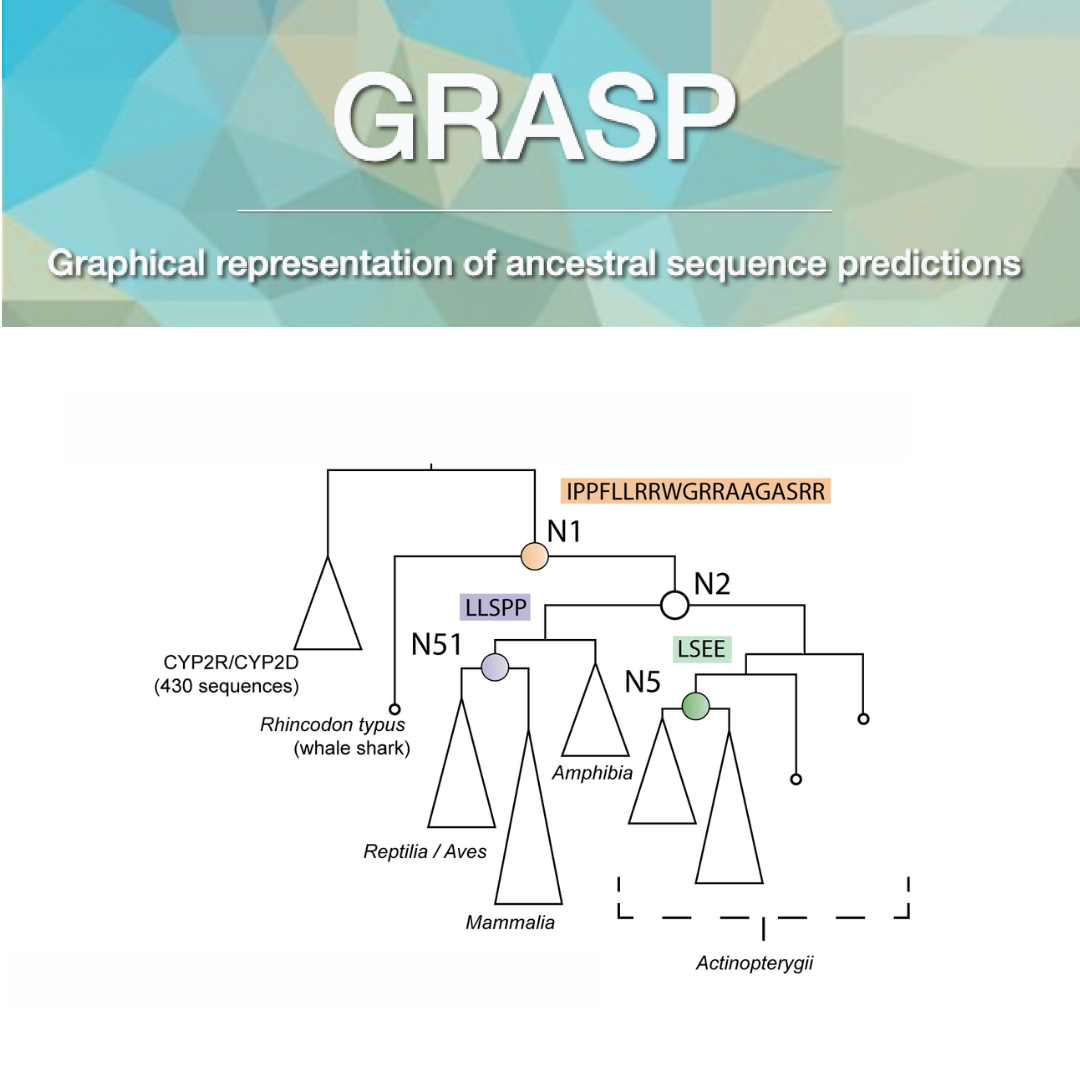 GRASP
Graphical representation of ancestral sequence predictions
IPPFLLRRWGRRAAGASRR
N1
N2
LLSPP
N51
LSEE
N5
CYP2R/CYP2D
(430 sequences)
Rhincodon typus
(whale shark)
Amphibia
Reptilia / Aves
Mammalia
Actinopterygii